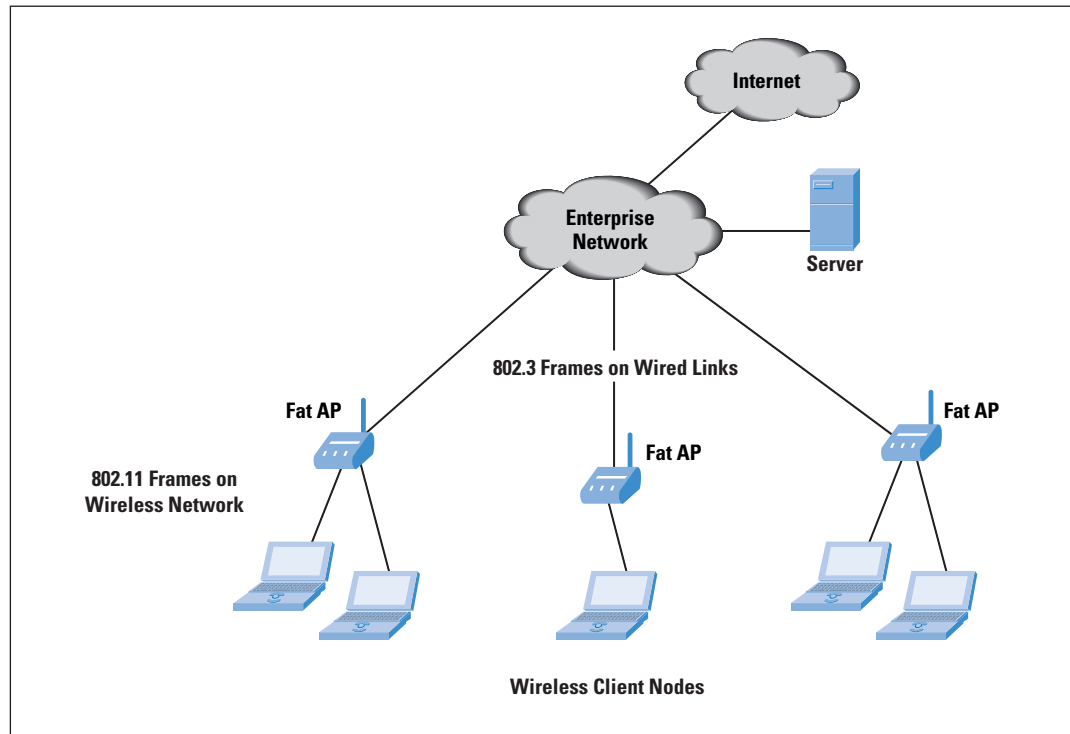 Internet
Enterprise
Network
Server
802.3 Frames on Wired Links
Fat AP
Fat AP
Fat AP
802.11 Frames on
Wireless Network
Wireless Client Nodes